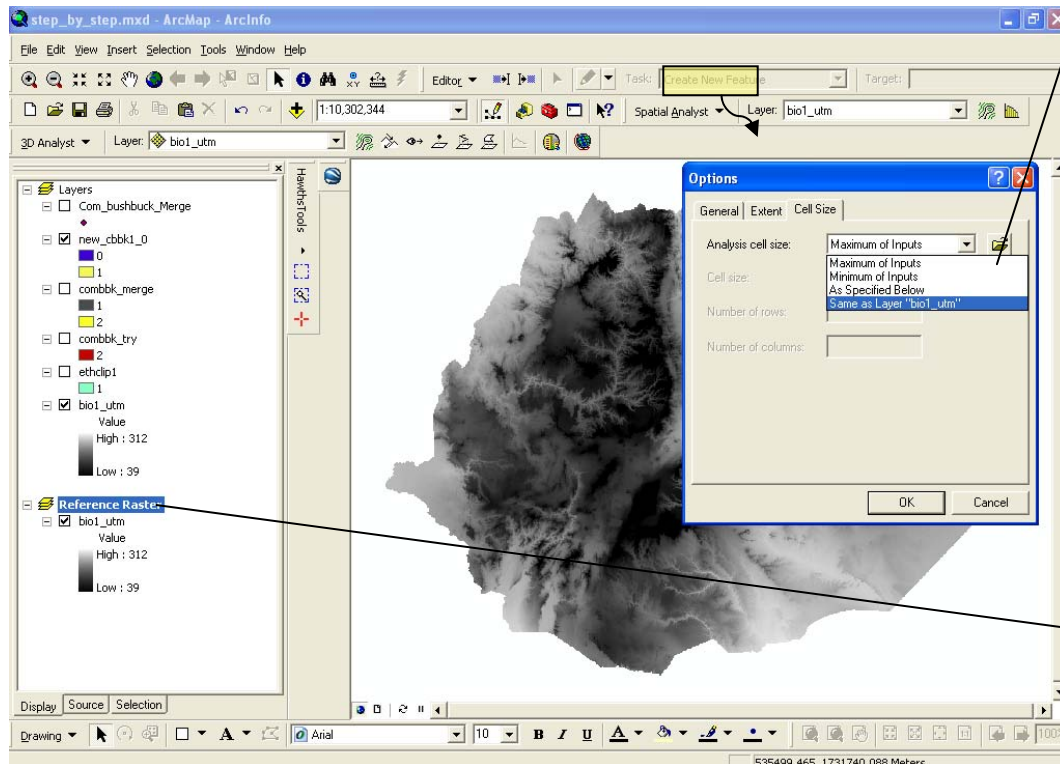 step_by_step.mxd - ArcMap - ArcInfo
File Edit View Insert Selection Tools Window Help
Editor Task: Create New Feature Target:
1:10,302,344 Spatial Analyst Layer: bio1_utm
3D Analyst Layer: bio1_utm
Layers
Com_bushbuck_Merge
new_cbbk1_0
0
1
combbk_merge
1
2
combbk_try
2
ethclip1
1
bio1_utm
Value
High : 312
Low : 39
Reference Raster
bio1_utm
Value
High : 312
Low : 39
Display Source Selection
HawthsTools
Options
General Extent Cell Size
Analysis cell size: Maximum of Inputs
Maximum of Inputs
Minimum of Inputs
As Specified Below
Same as Layer "bio1_utm"
Cell size:
Number of rows:
Number of columns:
OK Cancel
Drawing A Arial 10 B I U A 100%
535499.465 1731740.088 Meters